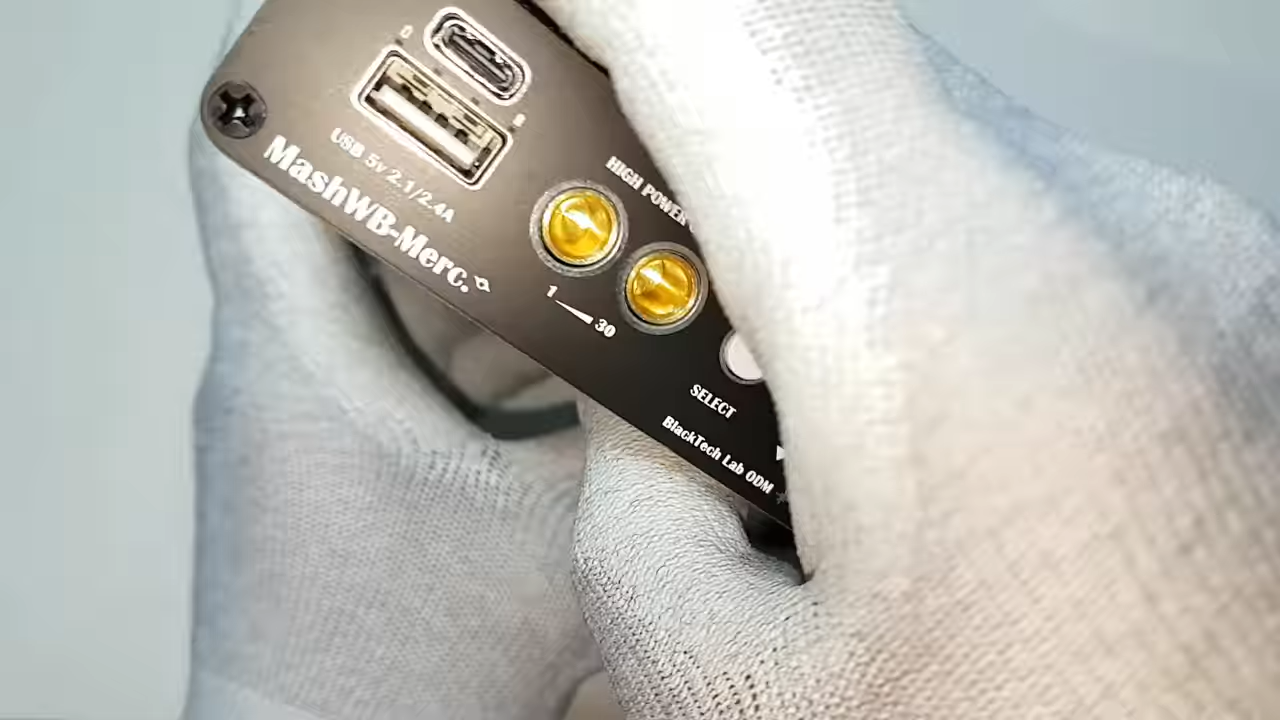 USB 5v 2.1/2.4A
MashWB-Merc.
HIGH POWER
1 30
SELECT
BlackTech Lab ODM